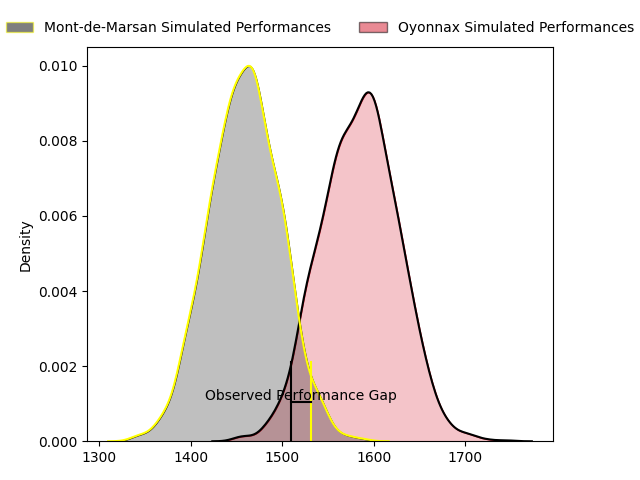 Mont-de-Marsan Simulated Performances
Oyonnax Simulated Performances
0.010
0.008
0.006
0.004
0.002
0.000
Density
Observed Performance Gap
1300 1400 1500 1600 1700